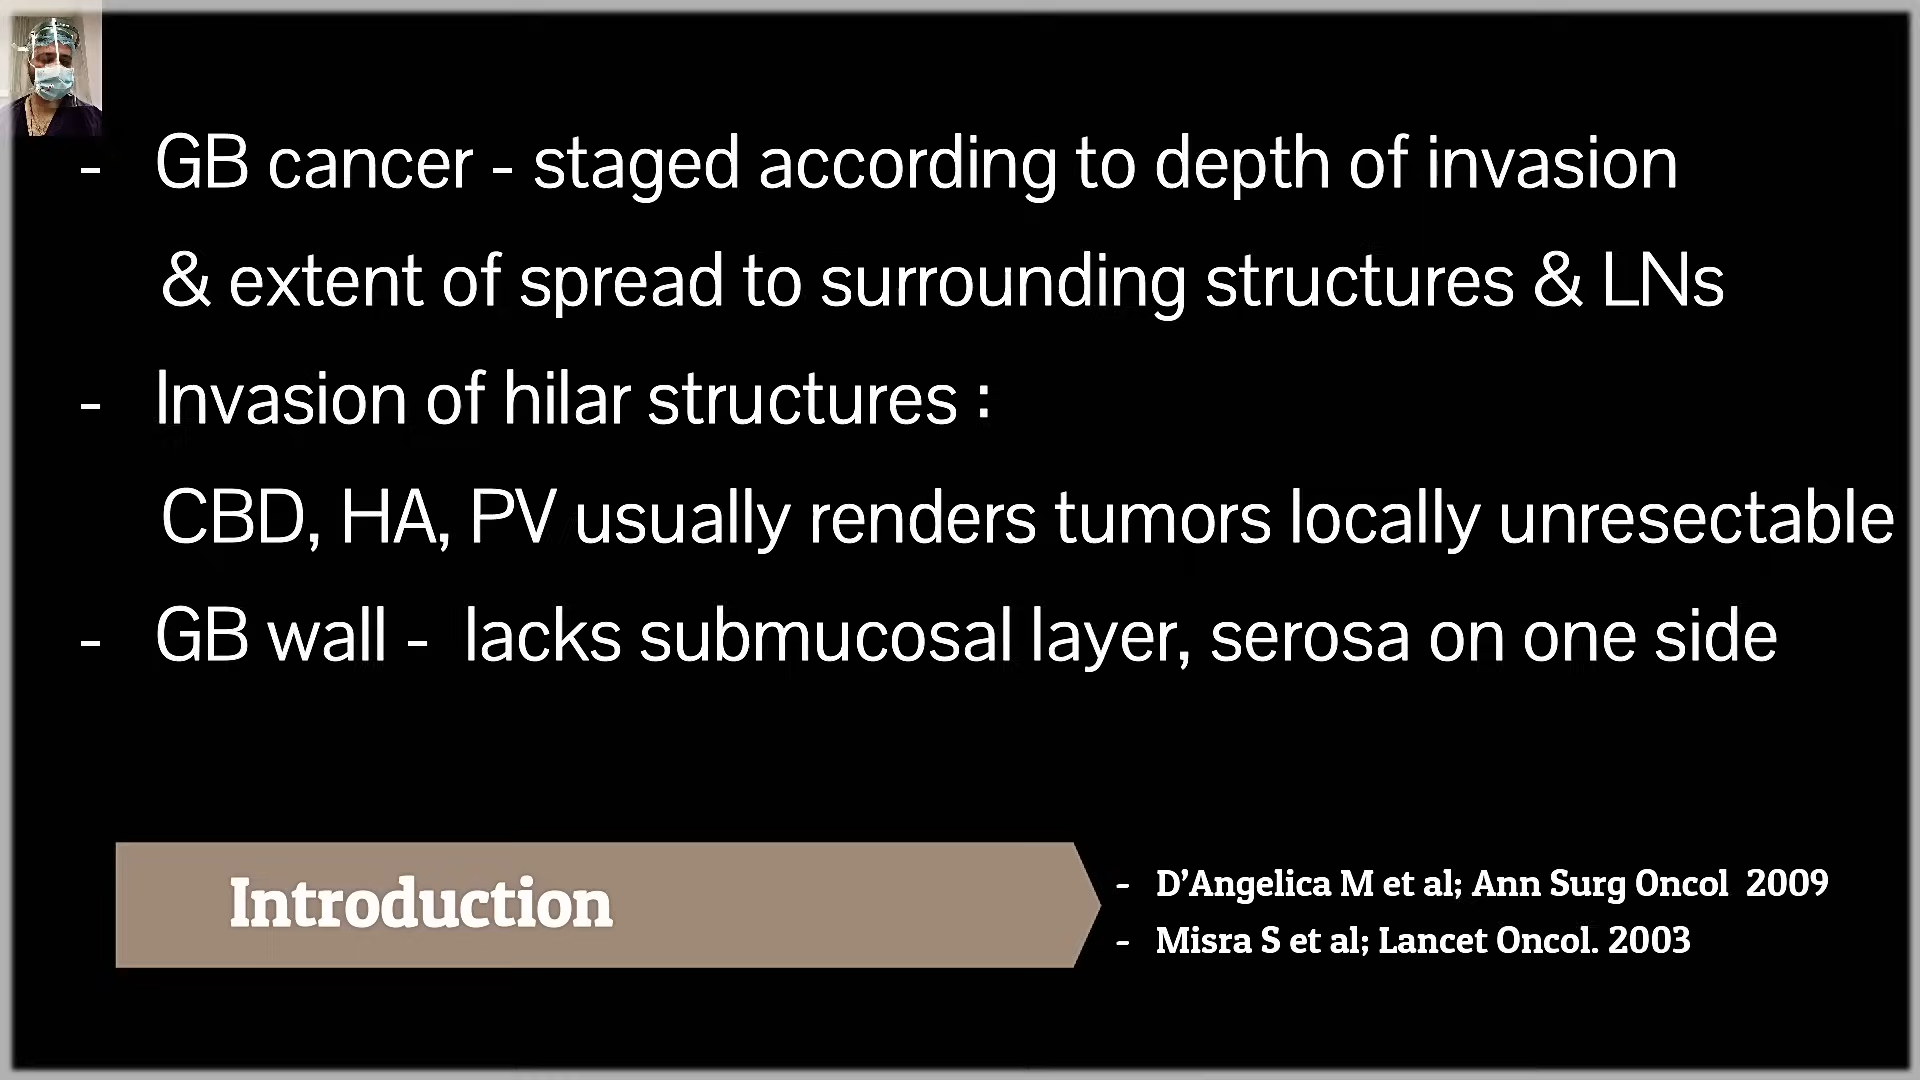 - GB cancer - staged according to depth of invasion
& extent of spread to surrounding structures & LNs
- Invasion of hilar structures :
CBD, HA, PV usually renders tumors locally unresectable
- GB wall - lacks submucosal layer, serosa on one side
Introduction
- D’Angelica M et al; Ann Surg Oncol 2009
- Misra S et al; Lancet Oncol. 2003